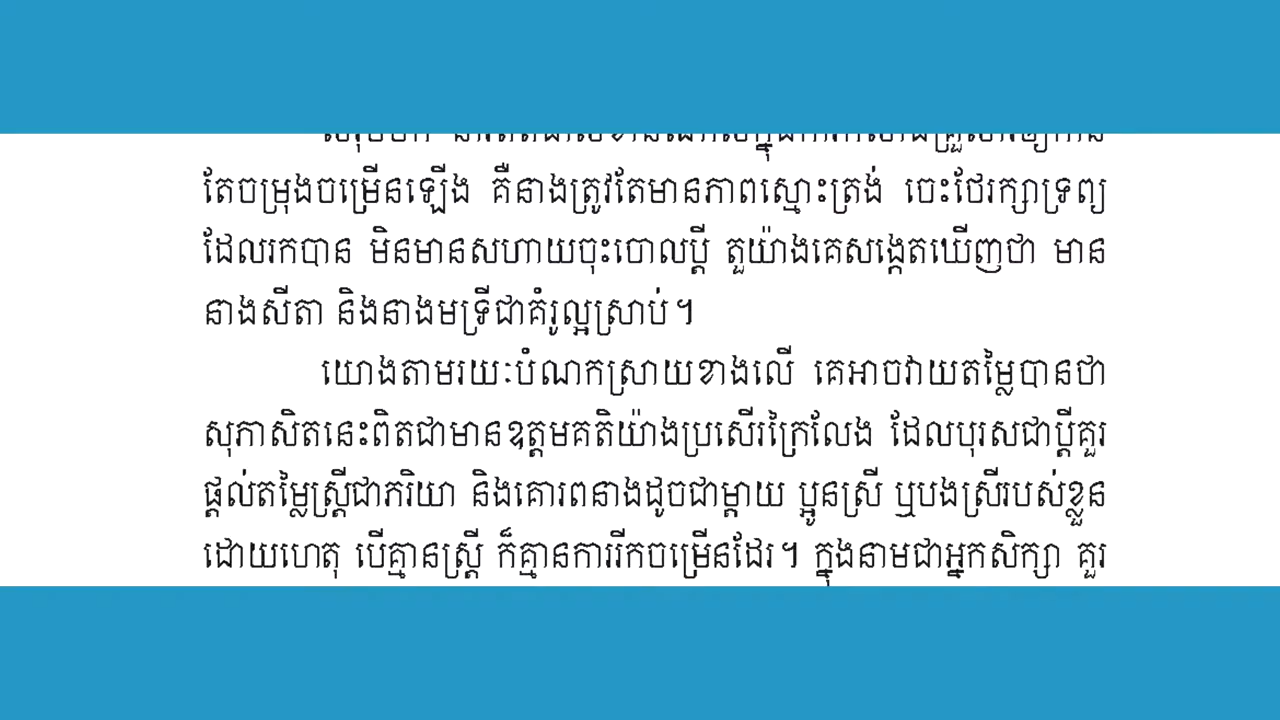 តែចម្រុងចម្រើនឡើង គឺនាងត្រូវតែមានភាពស្មោះត្រង់ ចេះថែរក្សាទ្រព្យ
ដែលរកបាន មិនមានសហាយចុះចោលប្ដី តួយ៉ាងគេសង្កេតឃើញថា មាន
នាងសីតា និងនាងមទ្រីជាគំរូល្អស្រាប់។
យោងតាមរយៈបំណកស្រាយខាងលើ គេអាចវាយតម្លៃបានថា
សុភាសិតនេះពិតជាមានឧត្តមគតិយ៉ាងប្រសើរក្រៃលែង ដែលបុរសជាប្ដីគួរ
ផ្ដល់តម្លៃស្ត្រីជាភរិយា និងគោរពនាងដូចជាម្ដាយ ប្អូនស្រី ឬបងស្រីរបស់ខ្លួន
ដោយហេតុ បើគ្មានស្ត្រី ក៏គ្មានការរីកចម្រើនដែរ។ ក្នុងនាមជាអ្នកសិក្សា គួរ